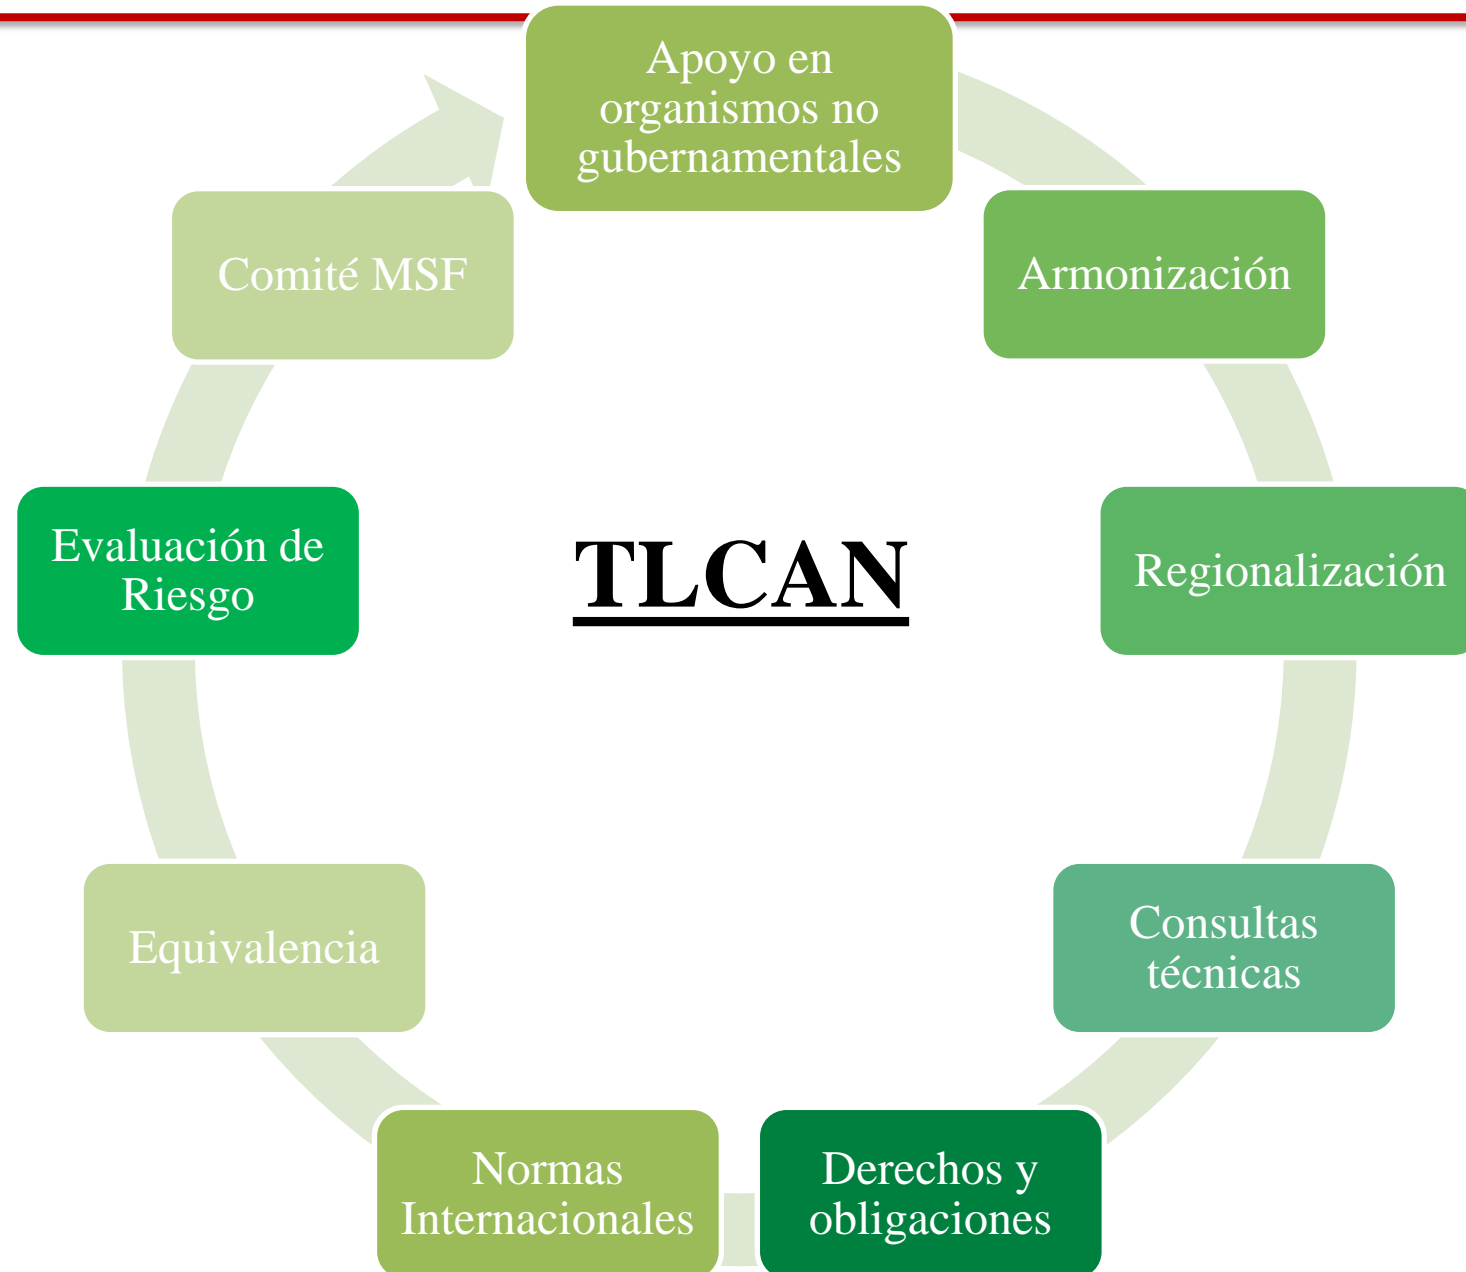 Apoyo en
organismos no
gubernamentales
Armonización
Regionalización
Consultas
técnicas
Derechos y
obligaciones
Normas
Internacionales
Equivalencia
Evaluación de
Riesgo
Comité MSF
TLCAN